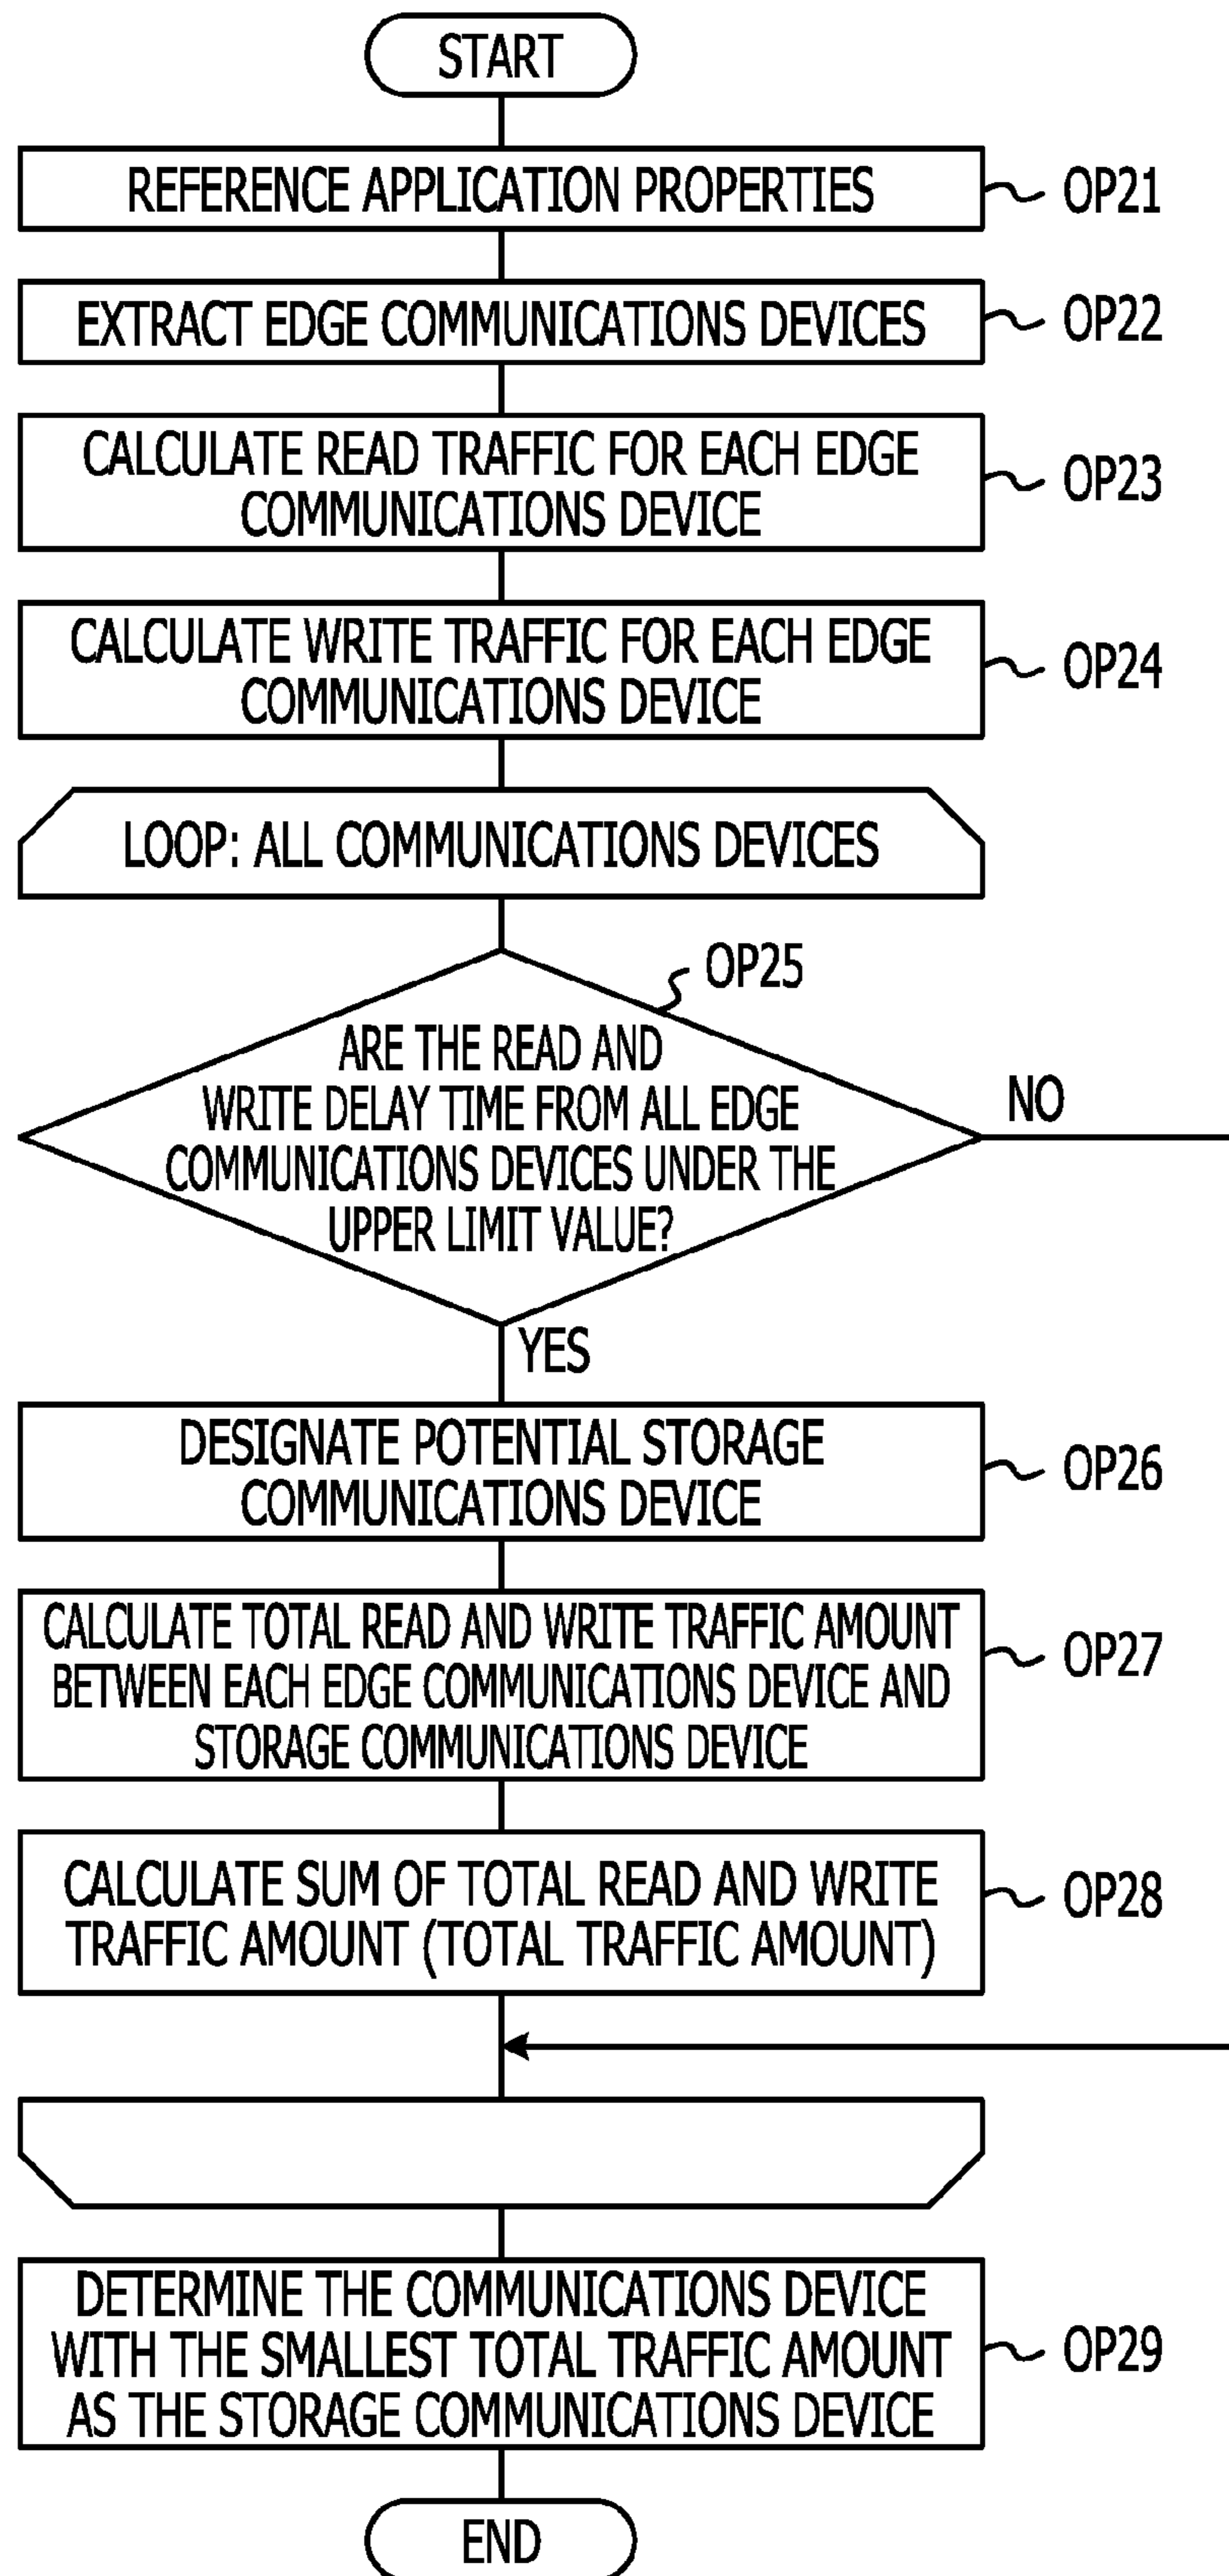 START
REFERENCE APPLICATION PROPERTIES
OP21
EXTRACT EDGE COMMUNICATIONS DEVICES
OP22
CALCULATE READ TRAFFIC FOR EACH EDGE
COMMUNICATIONS DEVICE
OP23
CALCULATE WRITE TRAFFIC FOR EACH EDGE
COMMUNICATIONS DEVICE
OP24
LOOP: ALL COMMUNICATIONS DEVICES
OP25
ARE THE READ AND
WRITE DELAY TIME FROM ALL EDGE
COMMUNICATIONS DEVICES UNDER THE
UPPER LIMIT VALUE?
NO
YES
DESIGNATE POTENTIAL STORAGE
COMMUNICATIONS DEVICE
OP26
CALCULATE TOTAL READ AND WRITE TRAFFIC AMOUNT
BETWEEN EACH EDGE COMMUNICATIONS DEVICE AND
STORAGE COMMUNICATIONS DEVICE
OP27
CALCULATE SUM OF TOTAL READ AND WRITE
TRAFFIC AMOUNT (TOTAL TRAFFIC AMOUNT)
OP28
DETERMINE THE COMMUNICATIONS DEVICE
WITH THE SMALLEST TOTAL TRAFFIC AMOUNT
AS THE STORAGE COMMUNICATIONS DEVICE
OP29
END